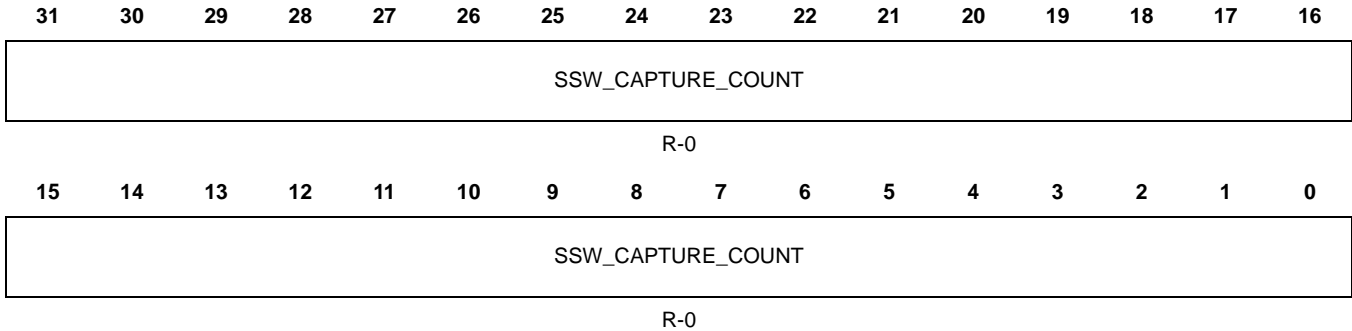 31 30 29 28 27 26 25 24 23 22 21 20 19 18 17 16
SSW_CAPTURE_COUNT
R-0
15 14 13 12 11 10 9 8 7 6 5 4 3 2 1 0
SSW_CAPTURE_COUNT
R-0